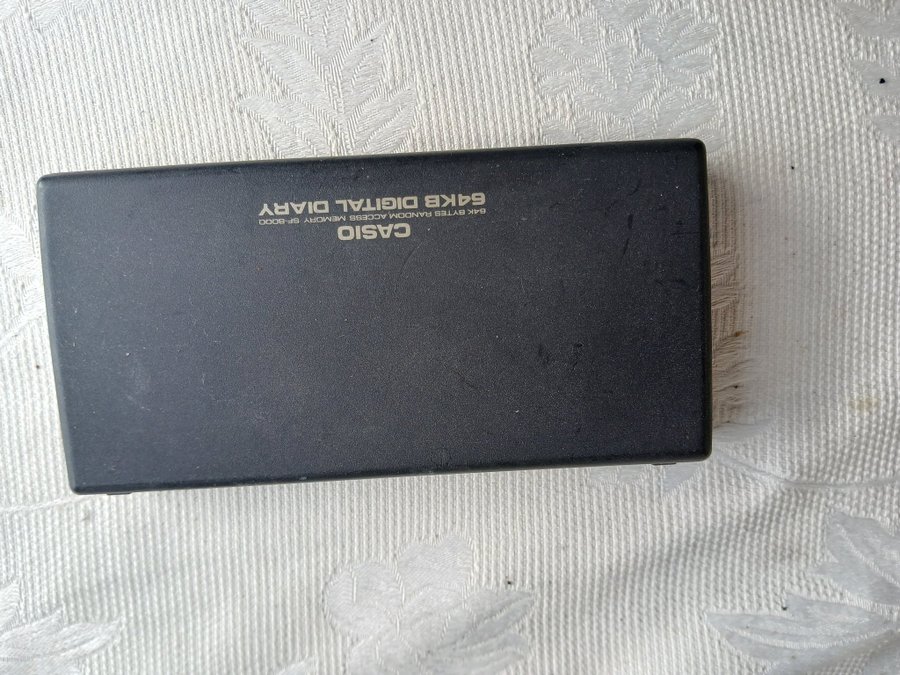 CASIO
64K BYTES RANDOM ACCESS MEMORY SF-8000
64KB DIGITAL DIARY